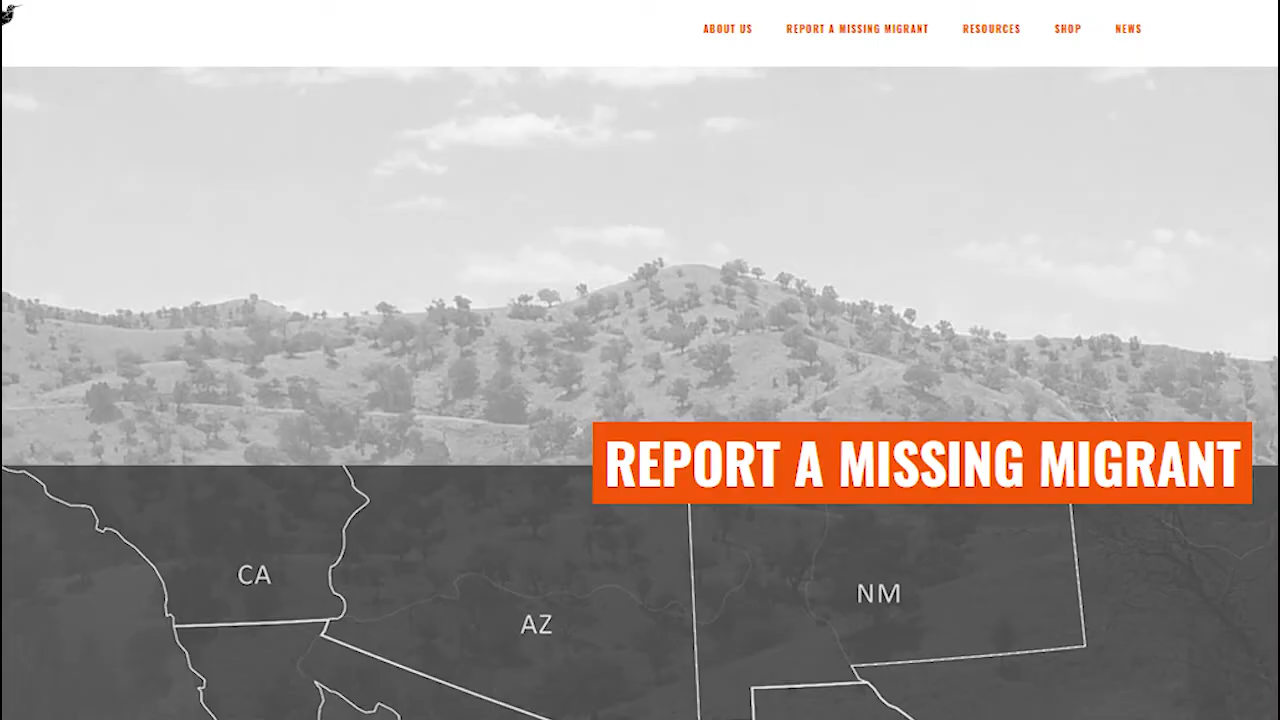 ABOUT US REPORT A MISSING MIGRANT RESOURCES SHOP NEWS
REPORT A MISSING MIGRANT
CA
NM
AZ